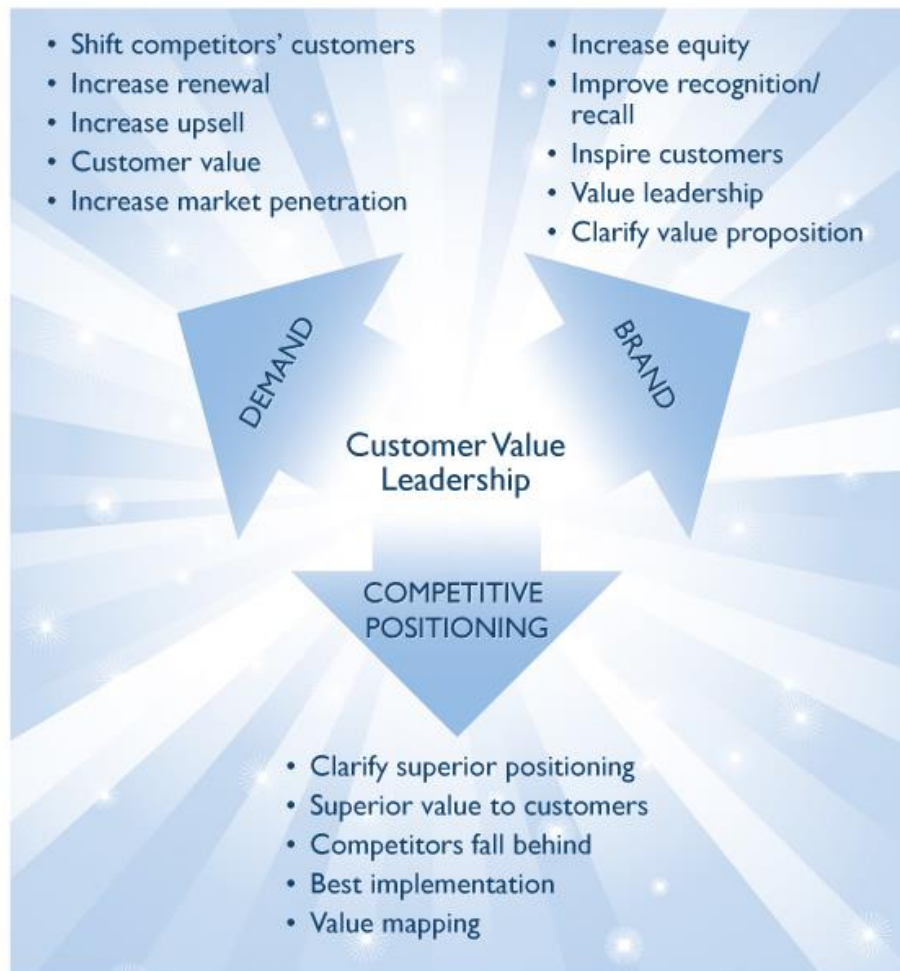 • Shift competitors' customers
• Increase renewal
• Increase upsell
• Customer value
• Increase market penetration
• Increase equity
• Improve recognition/
recall
• Inspire customers
• Value leadership
• Clarify value proposition
DEMAND
BRAND
Customer Value
Leadership
COMPETITIVE
POSITIONING
• Clarify superior positioning
• Superior value to customers
• Competitors fall behind
• Best implementation
• Value mapping